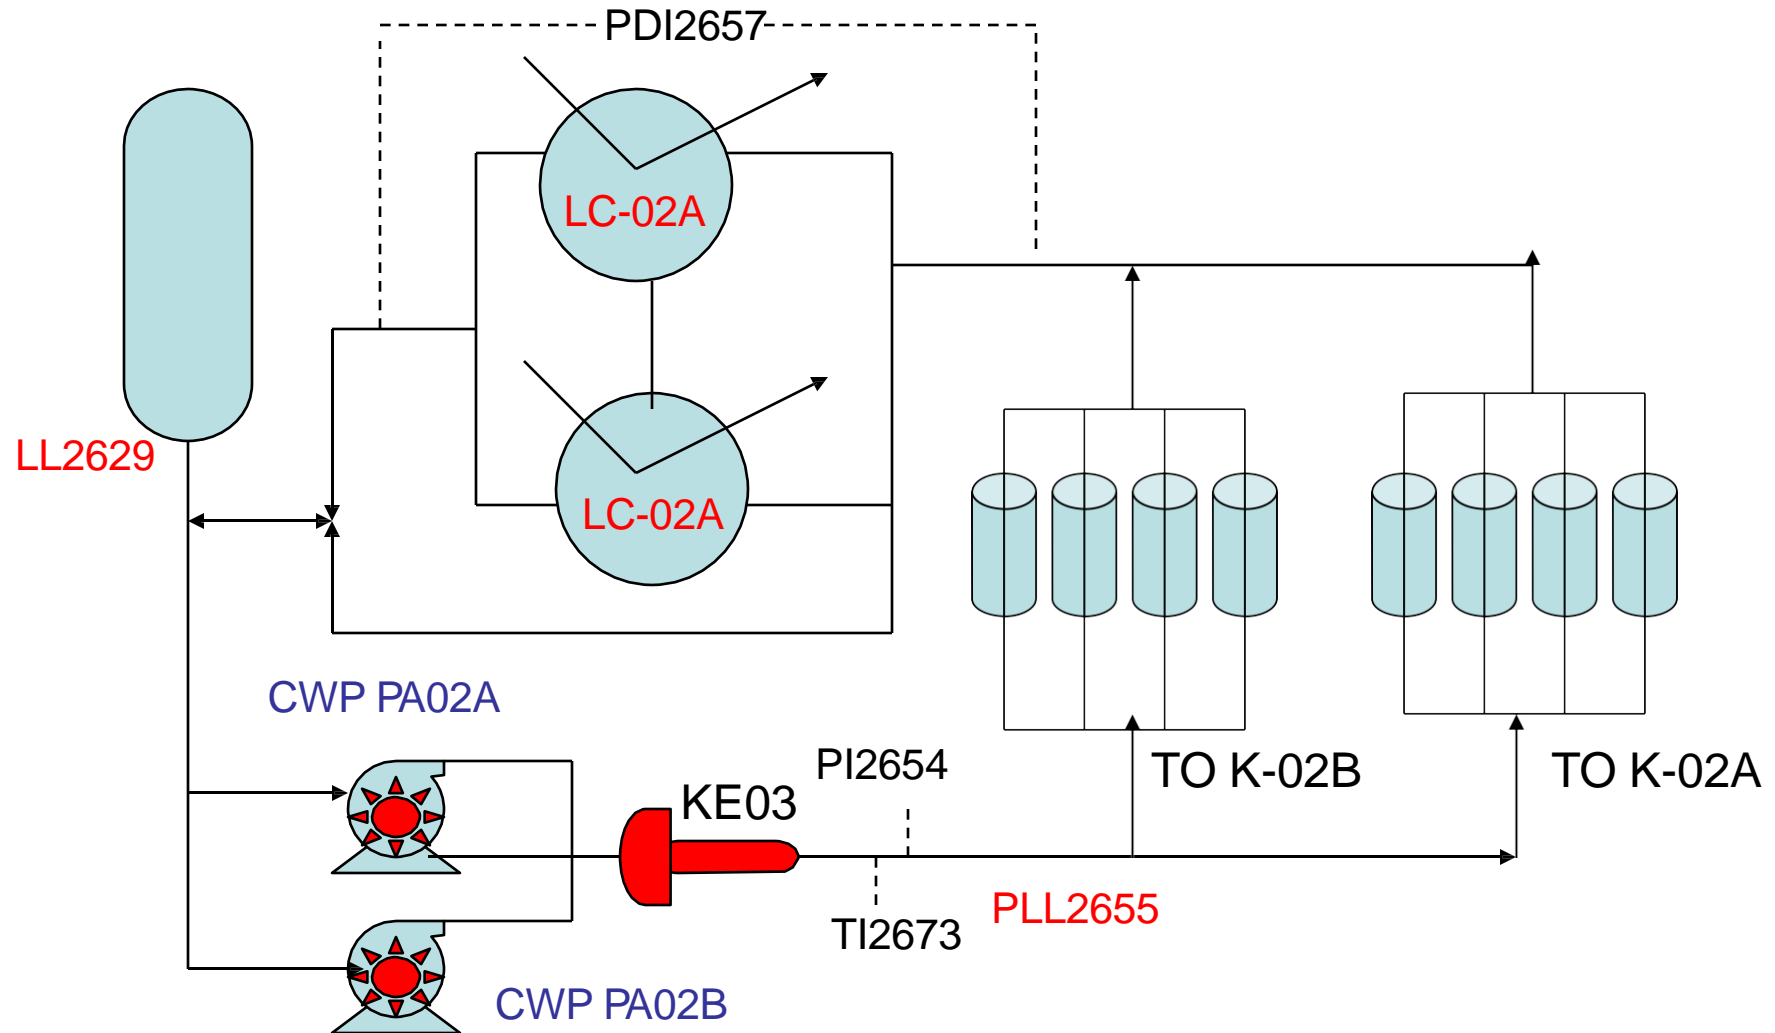 PDI2657
LC-02A
LL2629
LC-02A
CWP PA02A
PI2654
TO K-02B
TO K-02A
KE03
PLL2655
TI2673
CWP PA02B